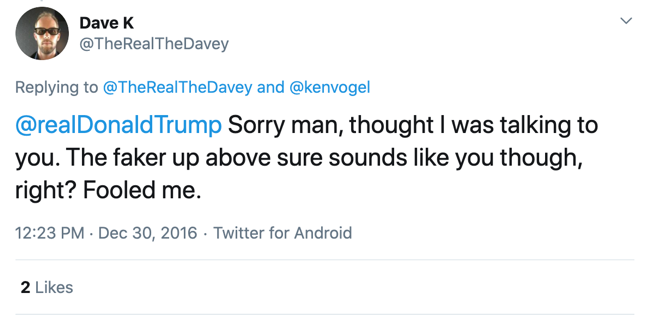 Dave K
@TheRealTheDavey
Replying to @TheRealTheDavey and @kenvogel
@realDonaldTrump Sorry man, thought I was talking to
you. The faker up above sure sounds like you though,
right? Fooled me.
12:23 PM · Dec 30, 2016 · Twitter for Android
2 Likes